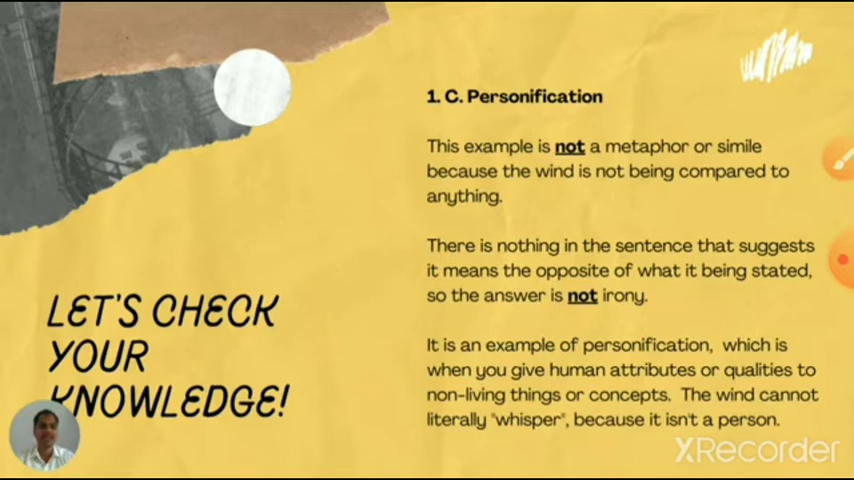 LET'S CHECK
YOUR
KNOWLEDGE!
1. C. Personification
This example is not a metaphor or simile
because the wind is not being compared to
anything.
There is nothing in the sentence that suggests
it means the opposite of what it being stated,
so the answer is not irony.
It is an example of personification, which is
when you give human attributes or qualities to
non-living things or concepts. The wind cannot
literally "whisper", because it isn't a person.
XRecorder